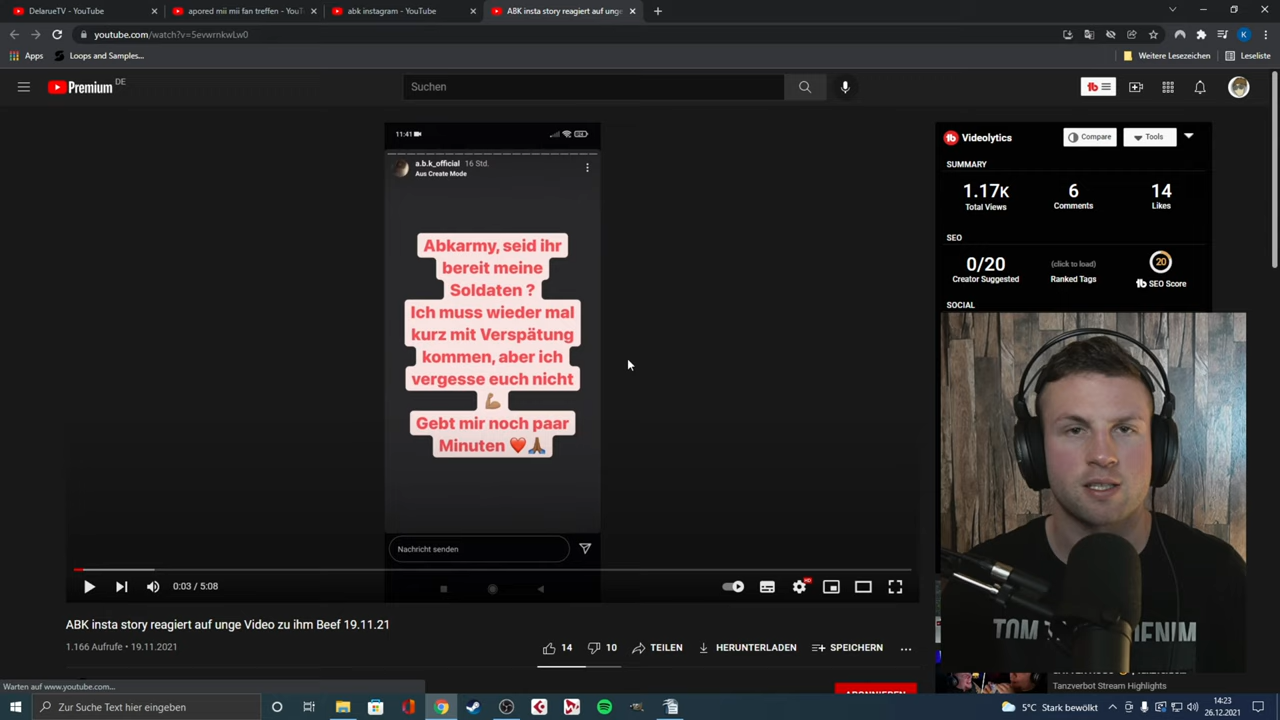 DelarueTV - YouTube
apored mii mii fan treffen - YouT
abk instagram - YouTube
ABK insta story reagiert auf unge
youtube.com/watch?v=5evwrnkwLw0
K
Apps
Loops and Samples...
Weitere Lesezeichen
Leseliste
Premium DE
Suchen
11:41
a.b.k_official 16 Std.
Aus Create Mode
Abkarmy, seid ihr
bereit meine
Soldaten ?
Ich muss wieder mal
kurz mit Verspätung
kommen, aber ich
vergesse euch nicht
💪🏽
Gebt mir noch paar
Minuten ❤️🙏🏽
Nachricht senden
0:03 / 5:08
HD
ABK insta story reagiert auf unge Video zu ihm Beef 19.11.21
1.166 Aufrufe • 19.11.2021
14
10
TEILEN
HERUNTERLADEN
SPEICHERN
ABONNIEREN
Videolytics
Compare
Tools
SUMMARY
1.17K
Total Views
6
Comments
14
Likes
SEO
0/20
Creator Suggested
(click to load)
Ranked Tags
20
SEO Score
SOCIAL
Tanzverbot Stream Highlights
Warten auf www.youtube.com...
Zur Suche Text hier eingeben
5°C Stark bewölkt
14:23
26.12.2021